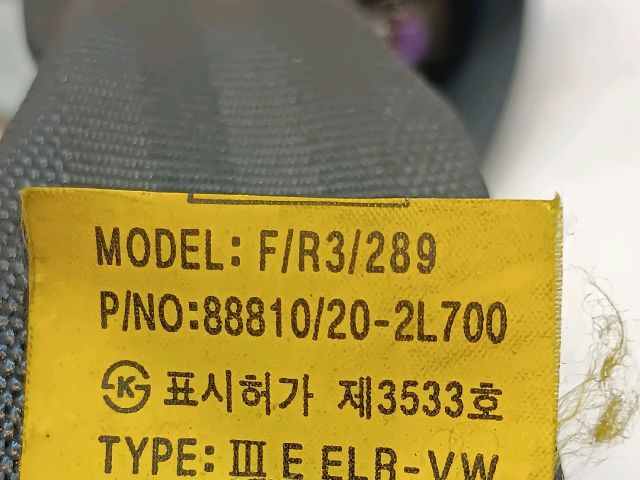 MODEL: F/R3/289
P/NO:88810/20-2L700
표시허가 제3533호
TYPE: Ⅲ E ELR-VW